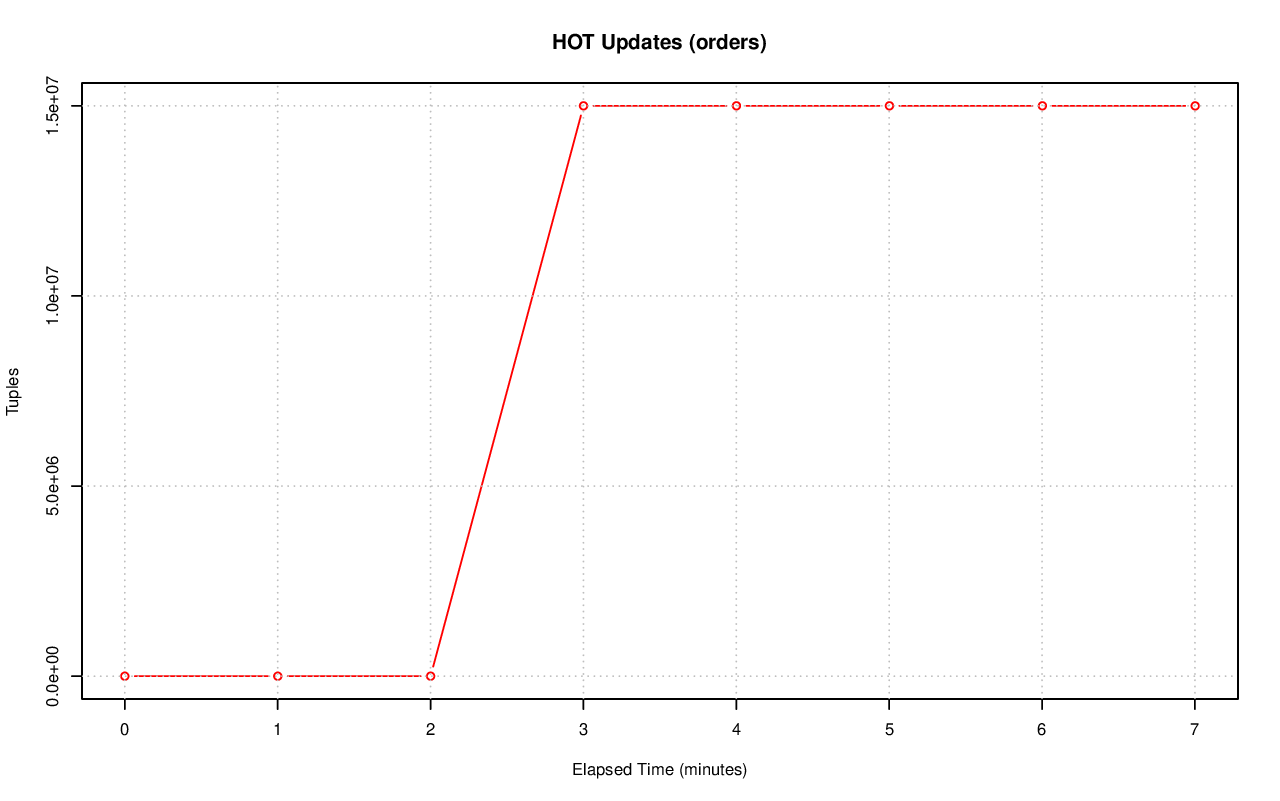 HOT Updates (orders)
Tuples
1.5e+07
1.0e+07
5.0e+06
0.0e+00
0 1 2 3 4 5 6 7
Elapsed Time (minutes)